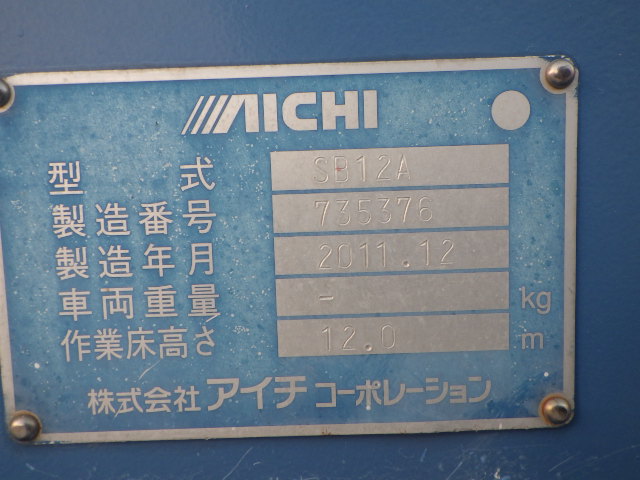 AICHI
型式 SB12A
製造番号 735376
製造年月 2011.12
車両重量 - kg
作業床高さ 12.0 m
株式会社アイチコーポレーション